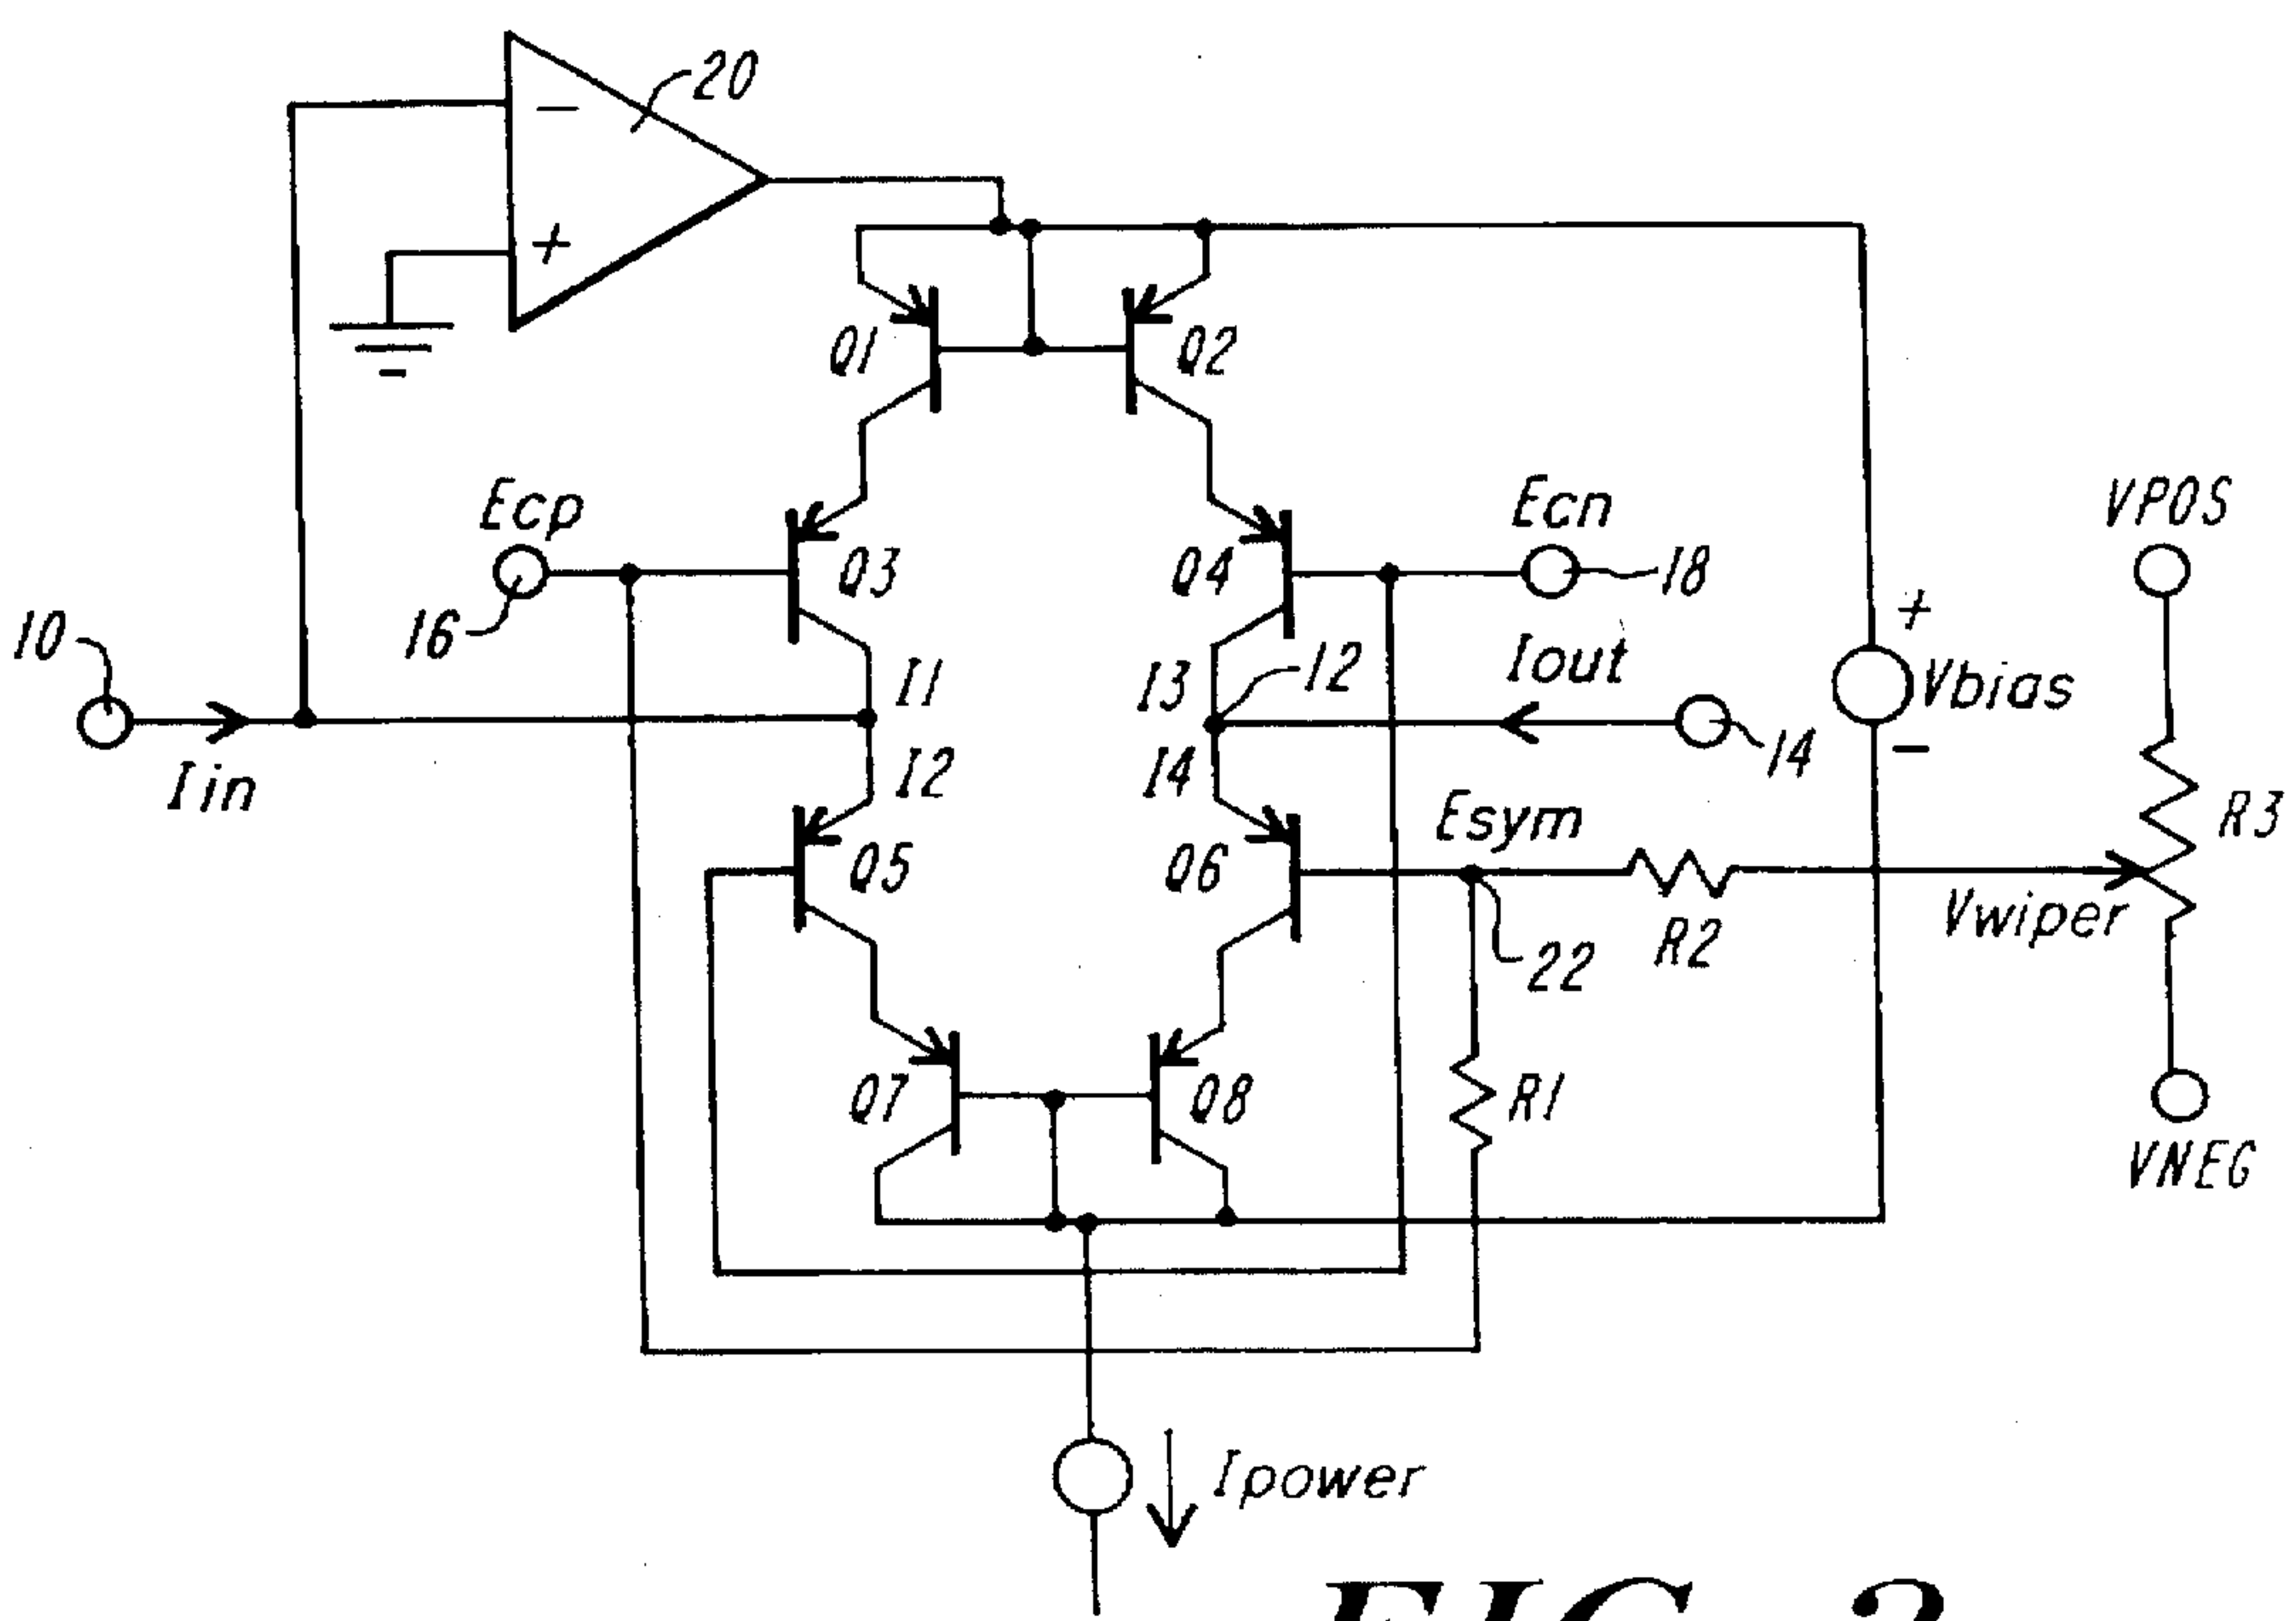 20
−
+
Q1
Q2
Ecp
Ecn
VPOS
Q3
Q4
18
16
10
+
I1
I3
12
Iout
Vbias
−
14
Iin
I2
I4
Esym
R3
Q5
Q6
R2
Vwiper
22
Q7
Q8
R1
VNEG
Ipower